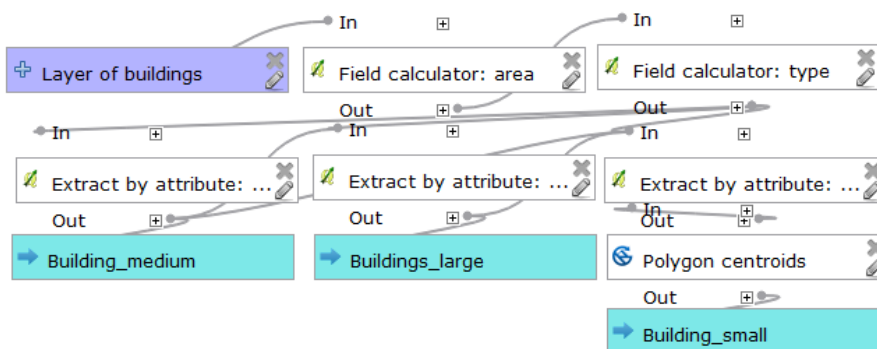 In
In
Layer of buildings
Field calculator: area
Field calculator: type
Out
Out
In
In
In
Extract by attribute: ...
Extract by attribute: ...
Extract by attribute: ...
Out
Out
In
Out
Building_medium
Buildings_large
Polygon centroids
Out
Building_small